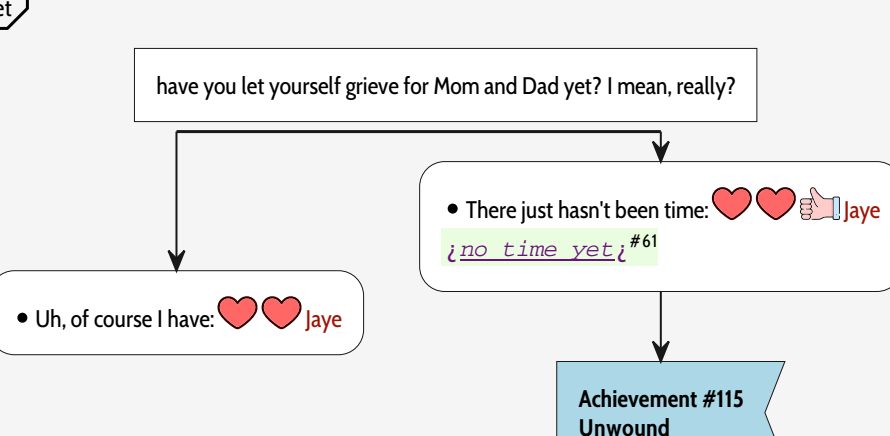 et
have you let yourself grieve for Mom and Dad yet? I mean, really?
• There just hasn't been time: Jaye
¿no time yet¿#61
• Uh, of course I have: Jaye
Achievement #115
Unwound